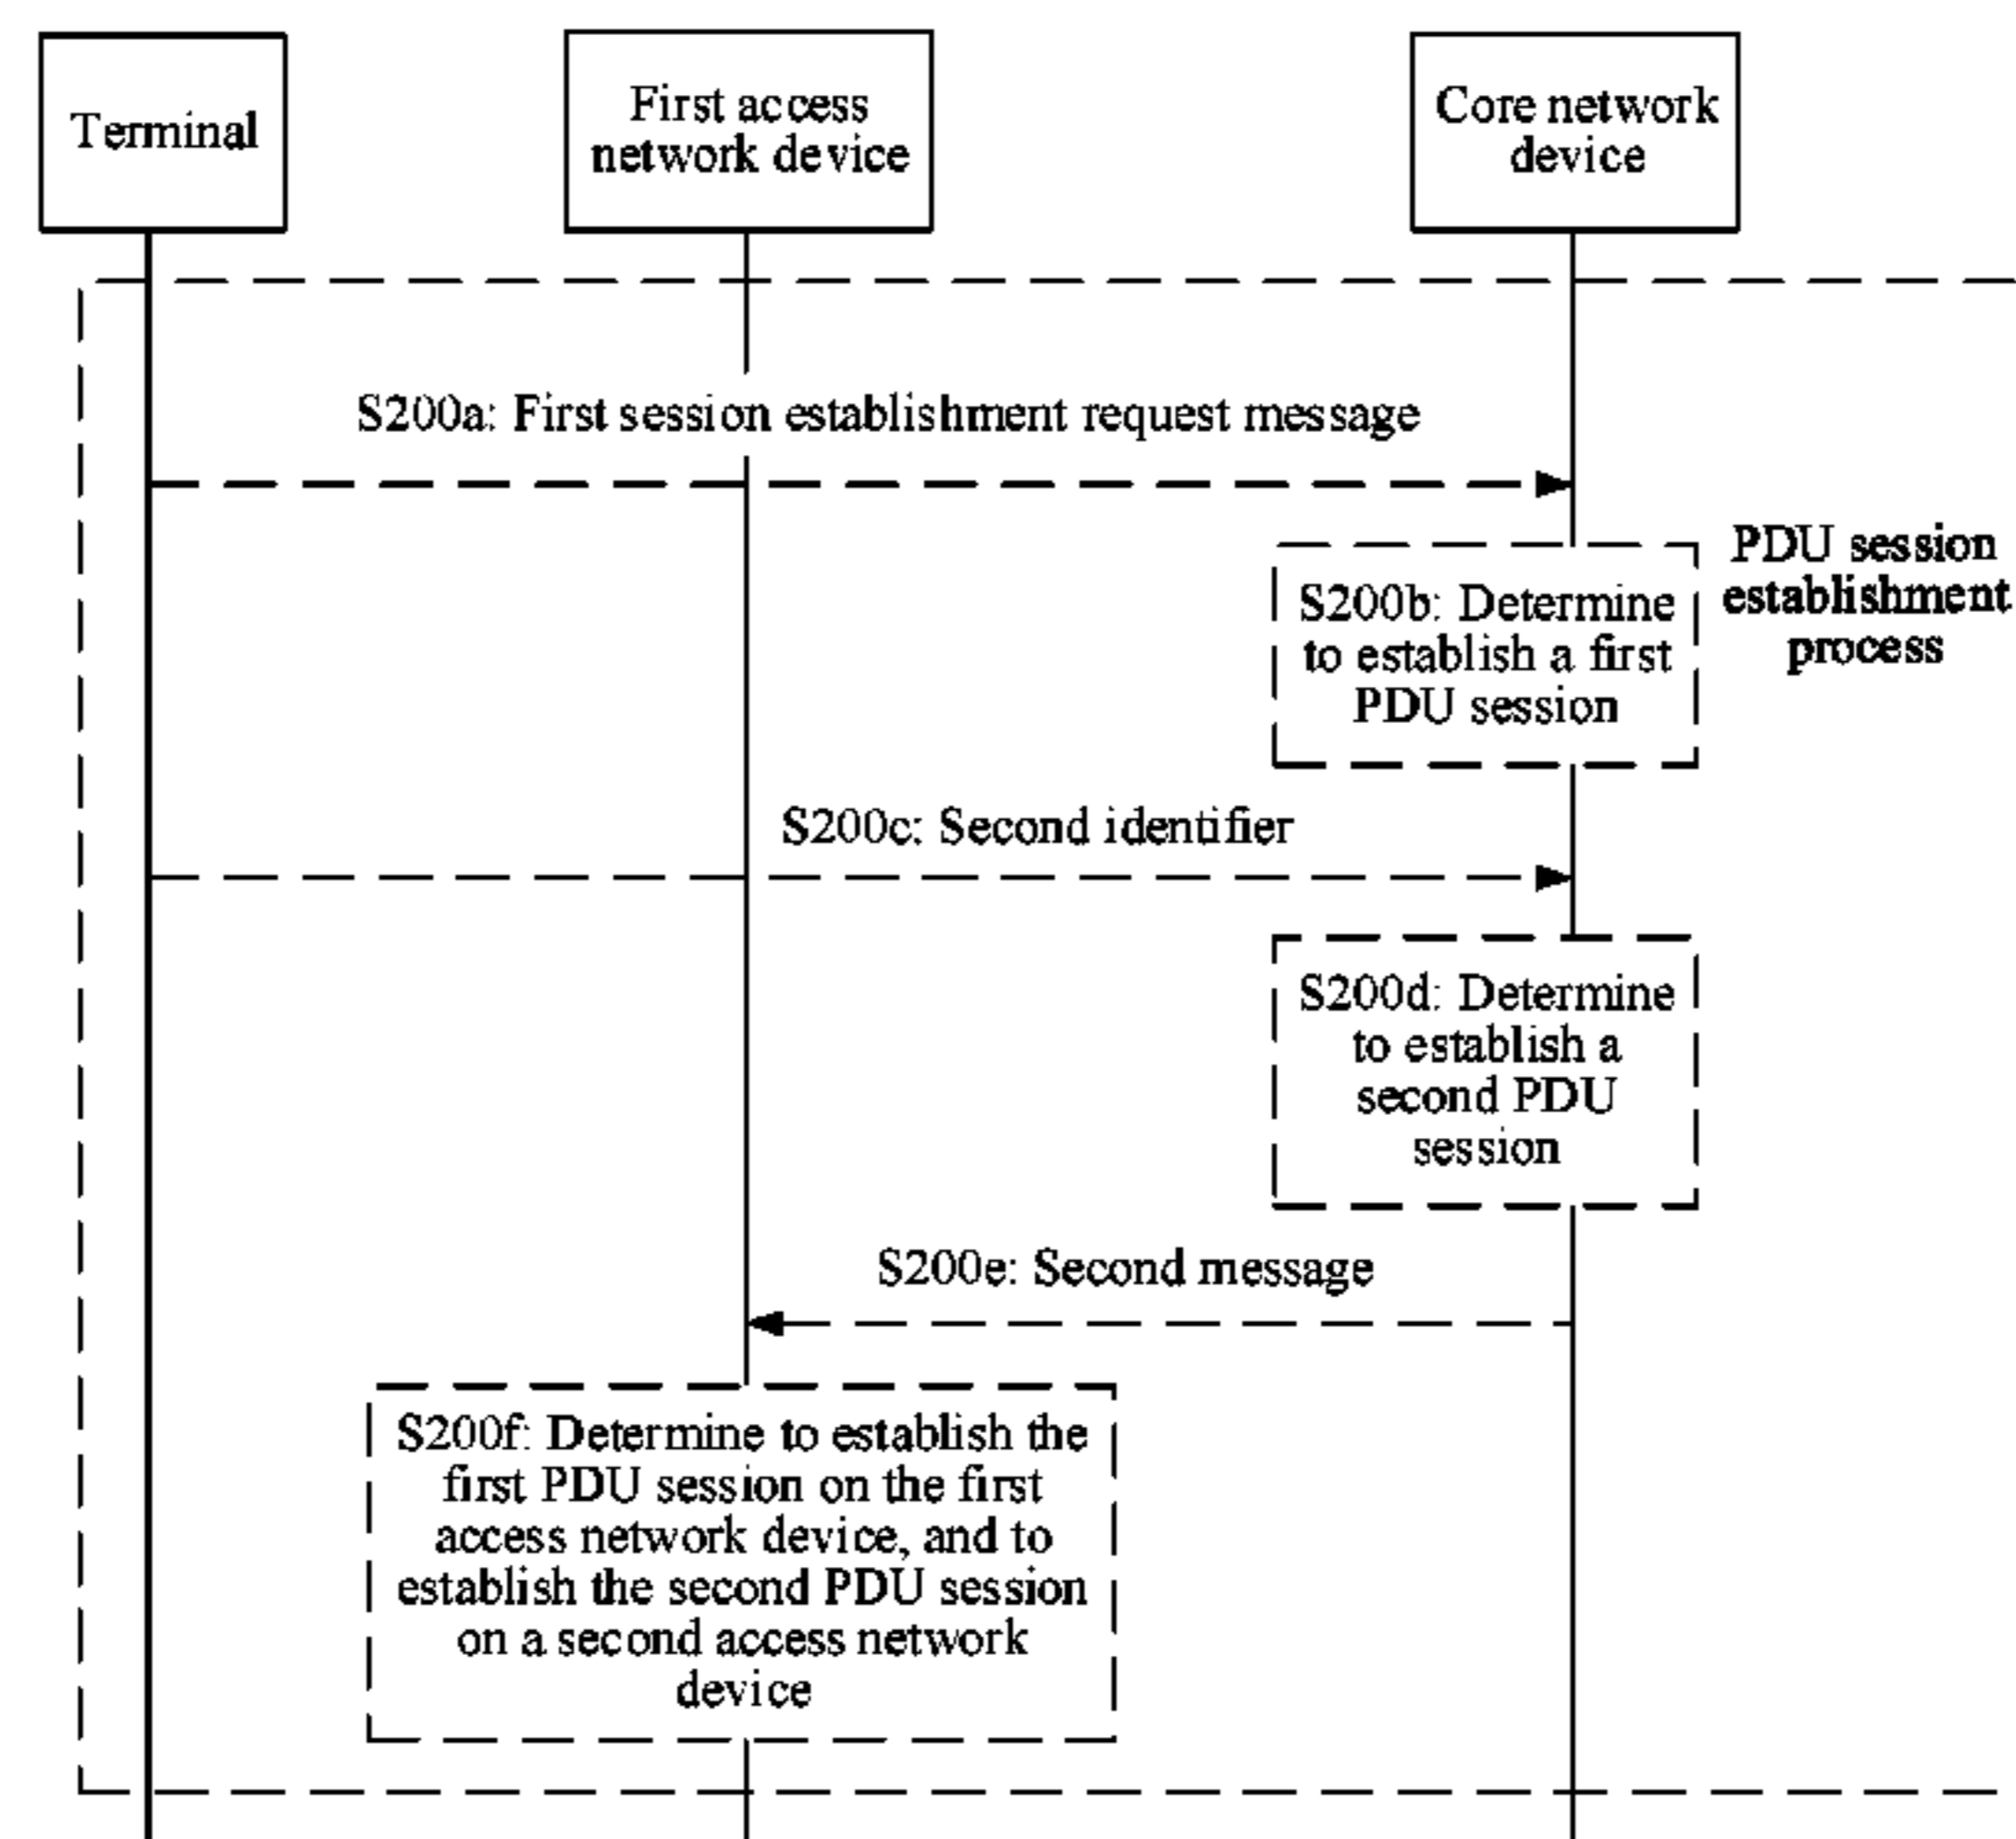 Terminal
First access
network device
Core network
device
S200a: First session establishment request message
S200b: Determine
to establish a first
PDU session
PDU session
establishment
process
S200c: Second identifier
S200d: Determine
to establish a
second PDU
session
S200e: Second message
S200f: Determine to establish the
first PDU session on the first
access network device, and to
establish the second PDU session
on a second access network
device